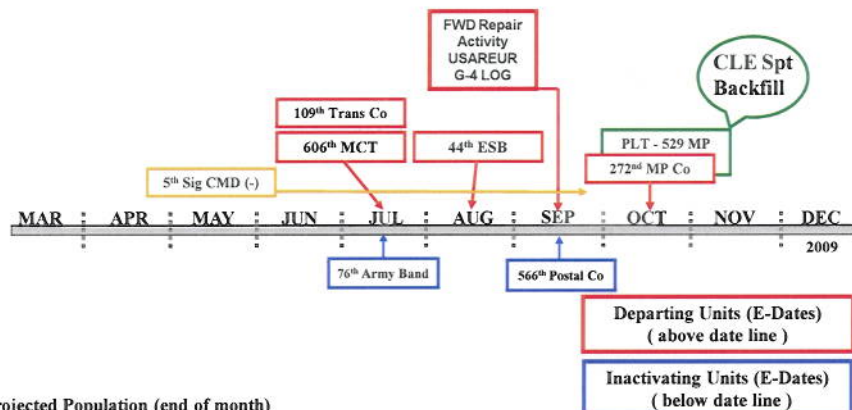 FWD Repair
Activity
USAREUR
G-4 LOG
CLE Spt
Backfill
109th Trans Co
606th MCT
44th ESB
PLT - 529 MP
272nd MP Co
5th Sig CMD (-)
MAR APR MAY JUN JUL AUG SEP OCT NOV DEC
2009
76th Army Band
566th Postal Co
Departing Units (E-Dates)
( above date line )
Inactivating Units (E-Dates)
( below date line )
rojected Population (end of month)